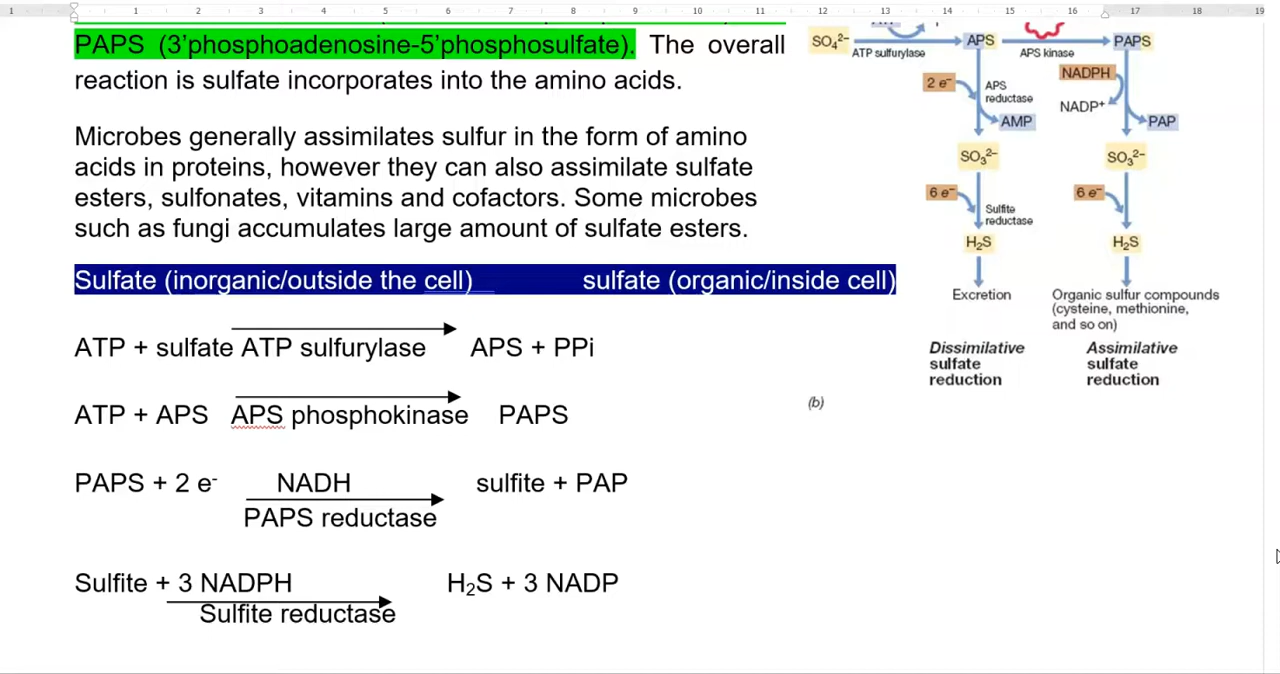 1 1 2 3 4 5 6 7 8 9 10 11 12 13 14 15 16 17 18 19
PAPS (3’phosphoadenosine-5’phosphosulfate). The overall
reaction is sulfate incorporates into the amino acids.
Microbes generally assimilates sulfur in the form of amino
acids in proteins, however they can also assimilate sulfate
esters, sulfonates, vitamins and cofactors. Some microbes
such as fungi accumulates large amount of sulfate esters.
Sulfate (inorganic/outside the cell) sulfate (organic/inside cell)
ATP + sulfate ATP sulfurylase APS + PPi
ATP + APS APS phosphokinase PAPS
PAPS + 2 e⁻ NADH sulfite + PAP
PAPS reductase
Sulfite + 3 NADPH H₂S + 3 NADP
Sulfite reductase
SO₄²⁻ APS PAPS
ATP sulfurylase APS kinase
NADPH
2 e⁻ APS
reductase
NADP⁺
AMP PAP
SO₃²⁻ SO₃²⁻
6 e⁻ 6 e⁻
Sulfite
reductase
H₂S H₂S
Excretion Organic sulfur compounds
(cysteine, methionine,
and so on)
Dissimilative Assimilative
sulfate sulfate
reduction reduction
(b)